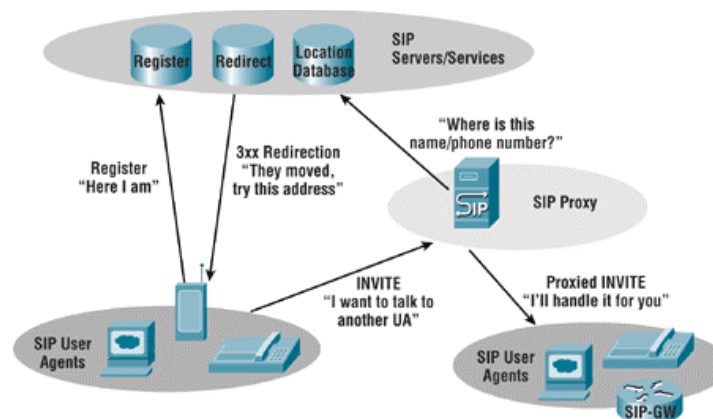 SIP
Servers/Services
Register
Redirect
Location
Database
"Where is this
name/phone number?"
3xx Redirection
"They moved,
try this address"
Register
"Here I am"
SIP
SIP Proxy
INVITE
"I want to talk to
another UA"
Proxied INVITE
"I'll handle it for you"
SIP User
Agents
SIP User
Agents
SIP-GW